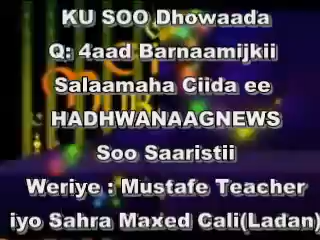 KU SOO Dhowaada
Q: 4aad Barnaamijkii
Salaamaha Ciida ee
HADHWANAAGNEWS
Soo Saaristii
Weriye : Mustafe Teacher
iyo Sahra Maxed Cali(Ladan)